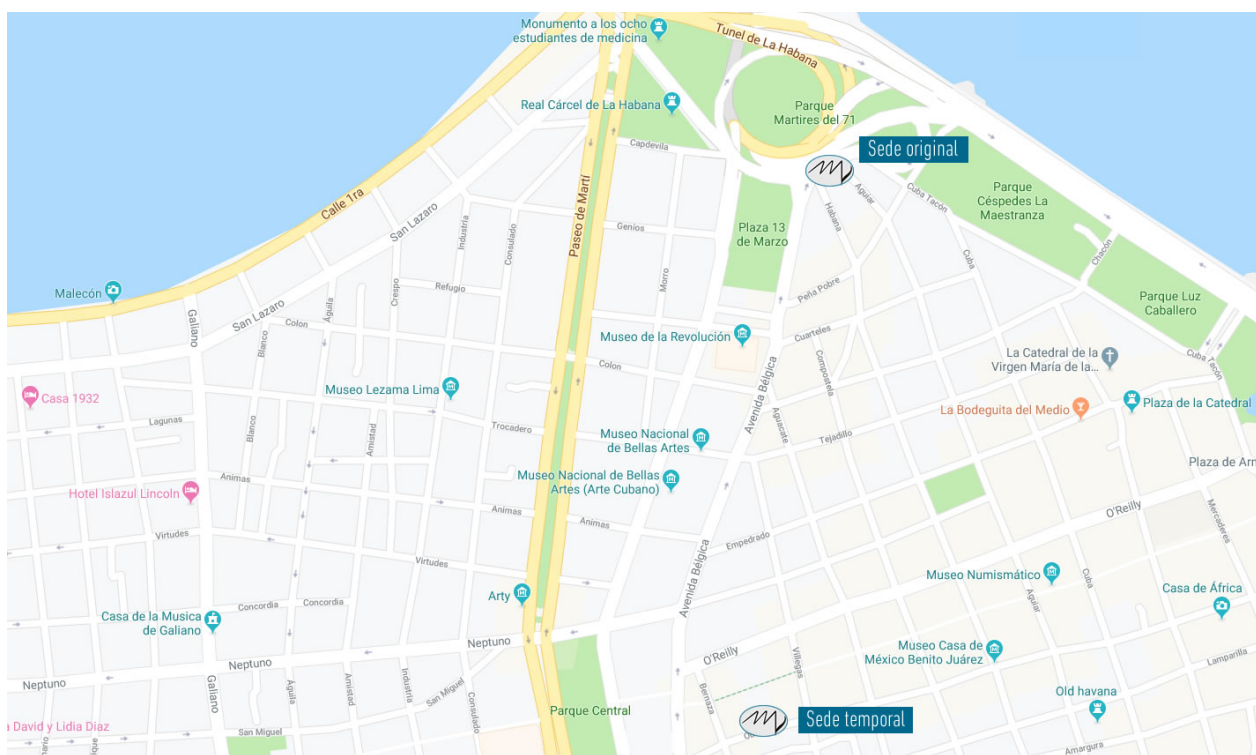 Monumento a los ocho
estudiantes de medicina
Tunel de La Habana
Real Cárcel de La Habana
Parque
Martires del 71
Sede original
Capdevila
Calle 1ra
San Lazaro
Paseo de Martí
Industria
Consulado
Genios
Plaza 13
de Marzo
Habana
Aguiar
Cuba Tacón
Parque
Céspedes La
Maestranza
Cuba
Chacón
Malecón
Galiano
San Lazaro
Águila
Crespo
Refugio
Morro
Peña Pobre
Parque Luz
Caballero
Colon
Blanco
Museo de la Revolución
Cuarteles
Cuba Tacón
La Catedral de la
Virgen María de la...
Colon
Compostela
Casa 1932
Museo Lezama Lima
La Bodeguita del Medio
Plaza de la Catedral
Lagunas
Blanco
Amistad
Trocadero
Museo Nacional
de Bellas Artes
Avenida Bélgica
Aguacate
Tejadillo
Plaza de Arm
Hotel Islazul Lincoln
Animas
Museo Nacional de Bellas
Artes (Arte Cubano)
Animas
Animas
O'Reilly
Mercaderes
Virtudes
Virtudes
Empedrado
Avenida Bélgica
Arty
Museo Numismático
Cuba
Aguiar
Casa de África
Concordia
Concordia
Casa de la Musica
de Galiano
Neptuno
Neptuno
Neptuno
O'Reilly
Villegas
Museo Casa de
México Benito Juárez
Lamparilla
Galiano
Águila
Amistad
Industria
San Miguel
Consulado
Parque Central
Bernaza
Old havana
Sede temporal
a David y Lidia Diaz
San Miguel
Amargura